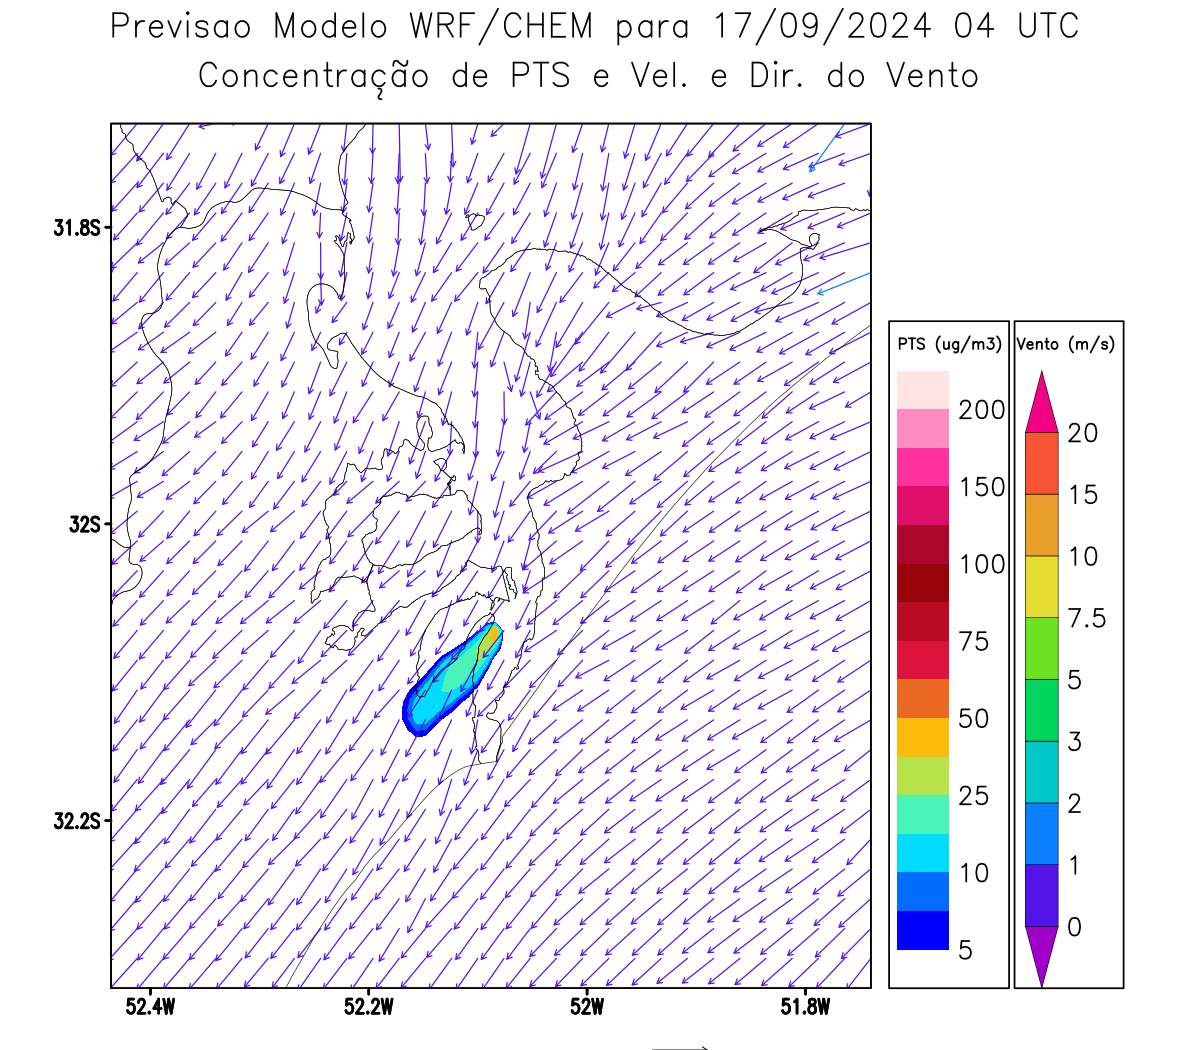 Previsao Modelo WRF/CHEM para 17/09/2024 04 UTC
Concentração de PTS e Vel. e Dir. do Vento
31.8S
32S
32.2S
52.4W
52.2W
52W
51.8W
PTS (ug/m3)
200
150
100
75
50
25
10
5
Vento (m/s)
20
15
10
7.5
5
3
2
1
0